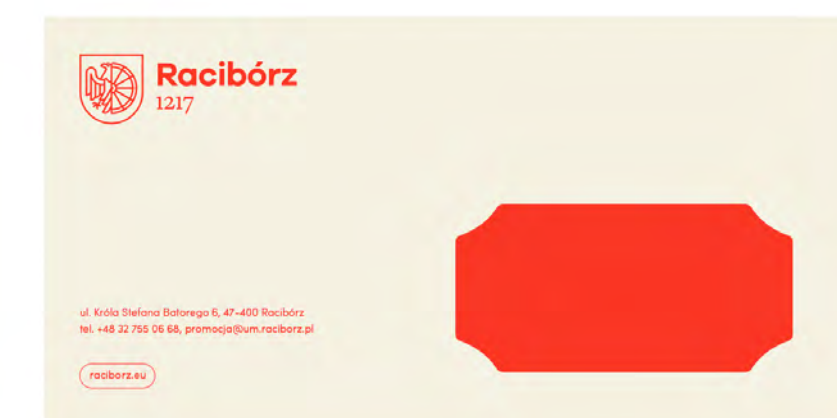 Racibórz
1217
ul. Króla Stefana Batorego 6, 47-400 Racibórz
tel. +48 32 755 06 68, promocja@um.raciborz.pl
raciborz.eu